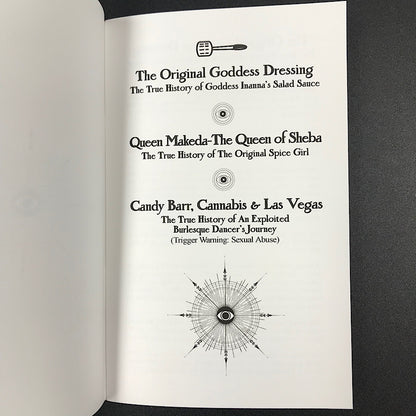 The Original Goddess Dressing
The True History of Goddess Inanna's Salad Sauce
Queen Makeda-The Queen of Sheba
The True History of The Original Spice Girl
Candy Barr, Cannabis & Las Vegas
The True History of An Exploited
Burlesque Dancer's Journey
(Trigger Warning: Sexual Abuse)